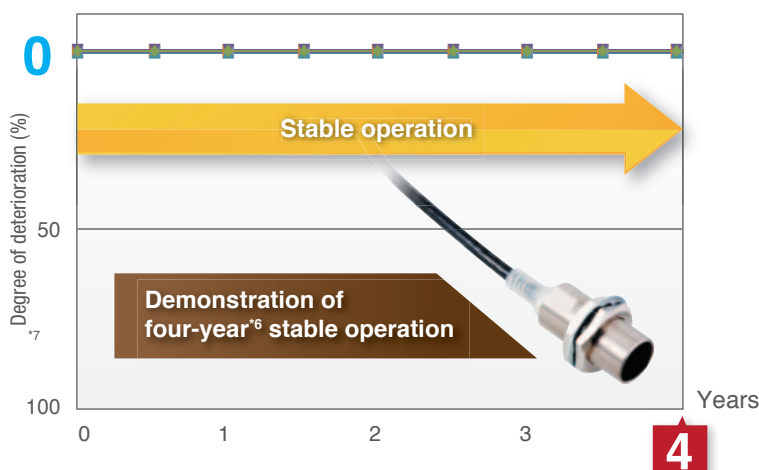 0
Degree of deterioration (%)
*7
Stable operation
50
Demonstration of
four-year*6 stable operation
100
Years
0 1 2 3 4